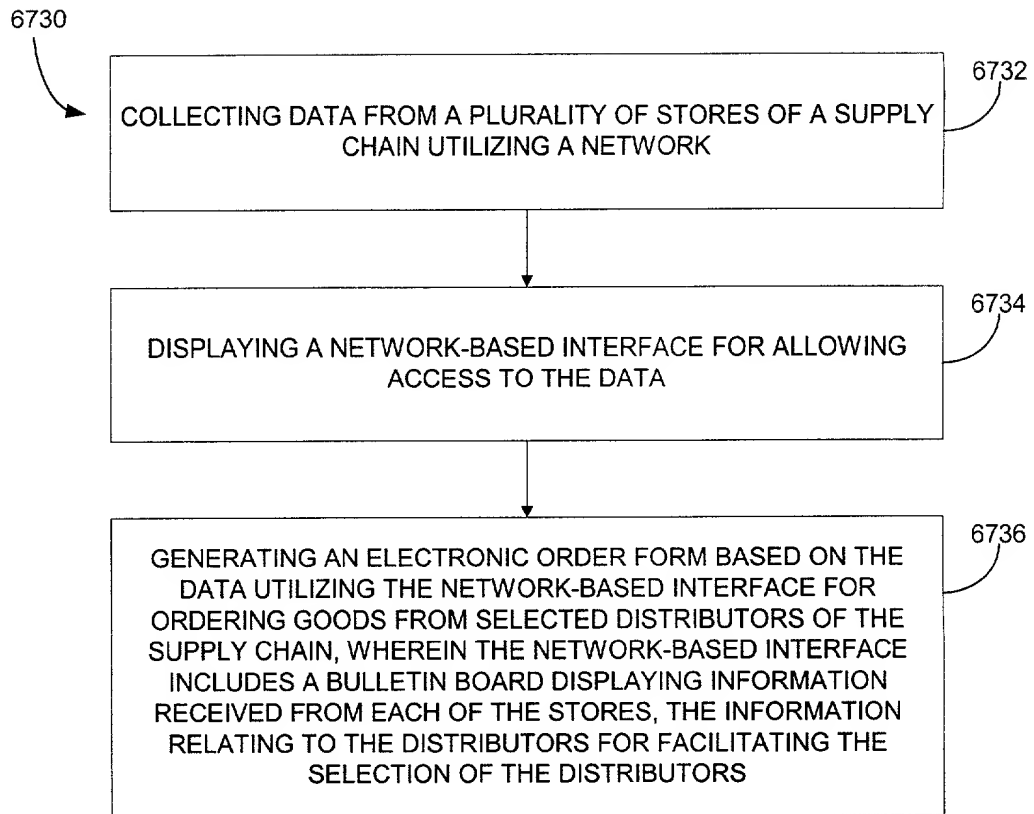 6730
6732
COLLECTING DATA FROM A PLURALITY OF STORES OF A SUPPLY
CHAIN UTILIZING A NETWORK
6734
DISPLAYING A NETWORK-BASED INTERFACE FOR ALLOWING
ACCESS TO THE DATA
6736
GENERATING AN ELECTRONIC ORDER FORM BASED ON THE
DATA UTILIZING THE NETWORK-BASED INTERFACE FOR
ORDERING GOODS FROM SELECTED DISTRIBUTORS OF THE
SUPPLY CHAIN, WHEREIN THE NETWORK-BASED INTERFACE
INCLUDES A BULLETIN BOARD DISPLAYING INFORMATION
RECEIVED FROM EACH OF THE STORES, THE INFORMATION
RELATING TO THE DISTRIBUTORS FOR FACILITATING THE
SELECTION OF THE DISTRIBUTORS